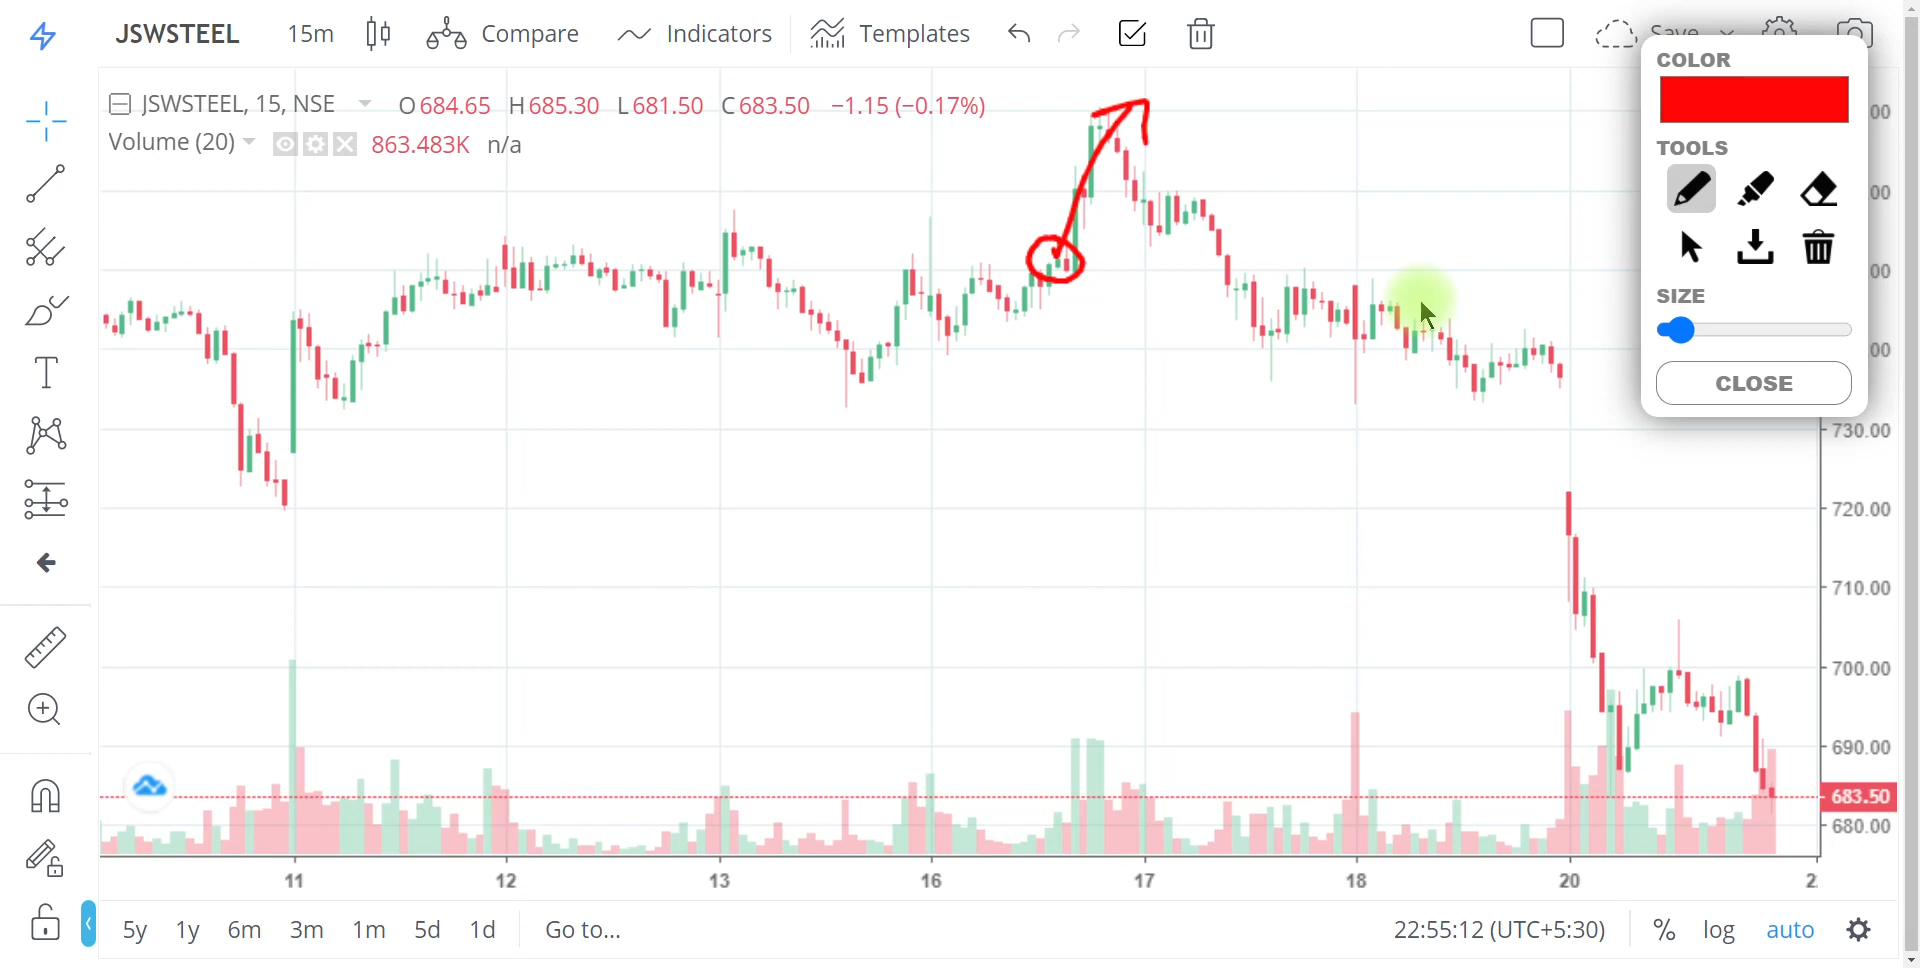 JSWSTEEL 15m Compare Indicators Templates Save
JSWSTEEL, 15, NSE O684.65 H685.30 L681.50 C683.50 −1.15 (−0.17%)
Volume (20) 863.483K n/a
COLOR
TOOLS
SIZE
CLOSE
00
00
00
00
730.00
720.00
710.00
700.00
690.00
683.50
680.00
11 12 13 16 17 18 20 2
5y 1y 6m 3m 1m 5d 1d Go to... 22:55:12 (UTC+5:30) % log auto